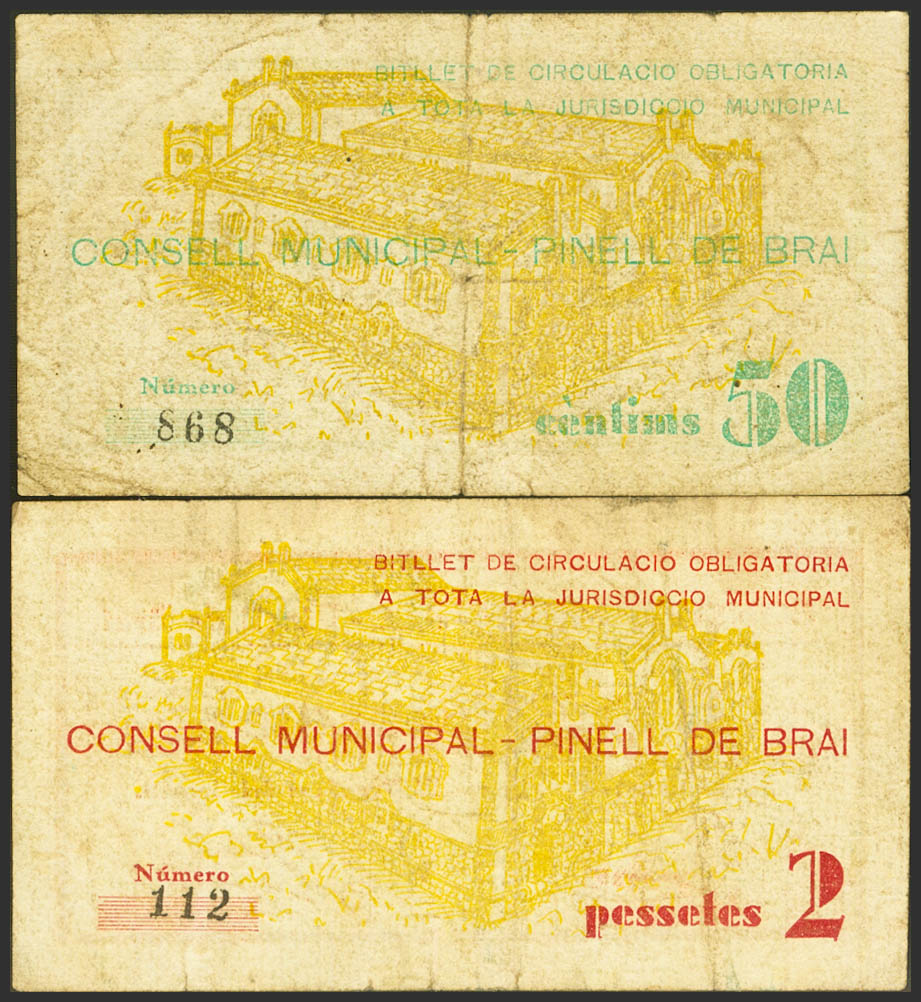 BITLLET DE CIRCULACIO OBLIGATORIA
A TOTA LA JURISDICCIO MUNICIPAL
CONSELL MUNICIPAL - PINELL DE BRAI
Número
868
cèntims 50
BITLLET DE CIRCULACIO OBLIGATORIA
A TOTA LA JURISDICCIO MUNICIPAL
CONSELL MUNICIPAL - PINELL DE BRAI
Número
112
pessetes 2